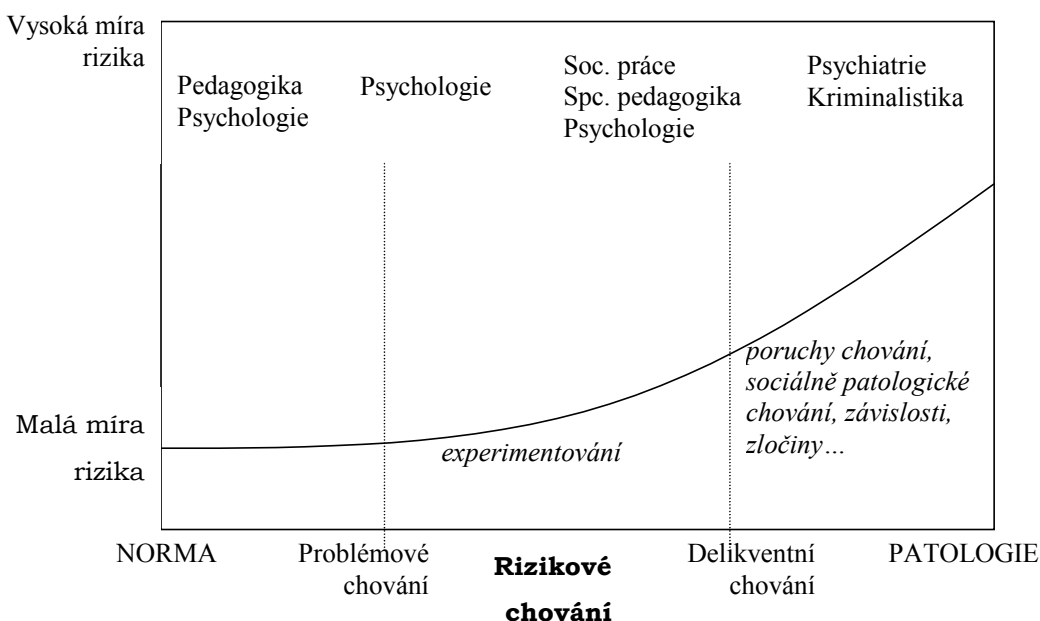 Vysoká míra
rizika
Pedagogika
Psychologie
Psychologie
Soc. práce
Spc. pedagogika
Psychologie
Psychiatrie
Kriminalistika
poruchy chování,
sociálně patologické
chování, závislosti,
zločiny…
experimentování
Malá míra
rizika
NORMA
Problémové
chování
Rizikové
chování
Delikventní
chování
PATOLOGIE